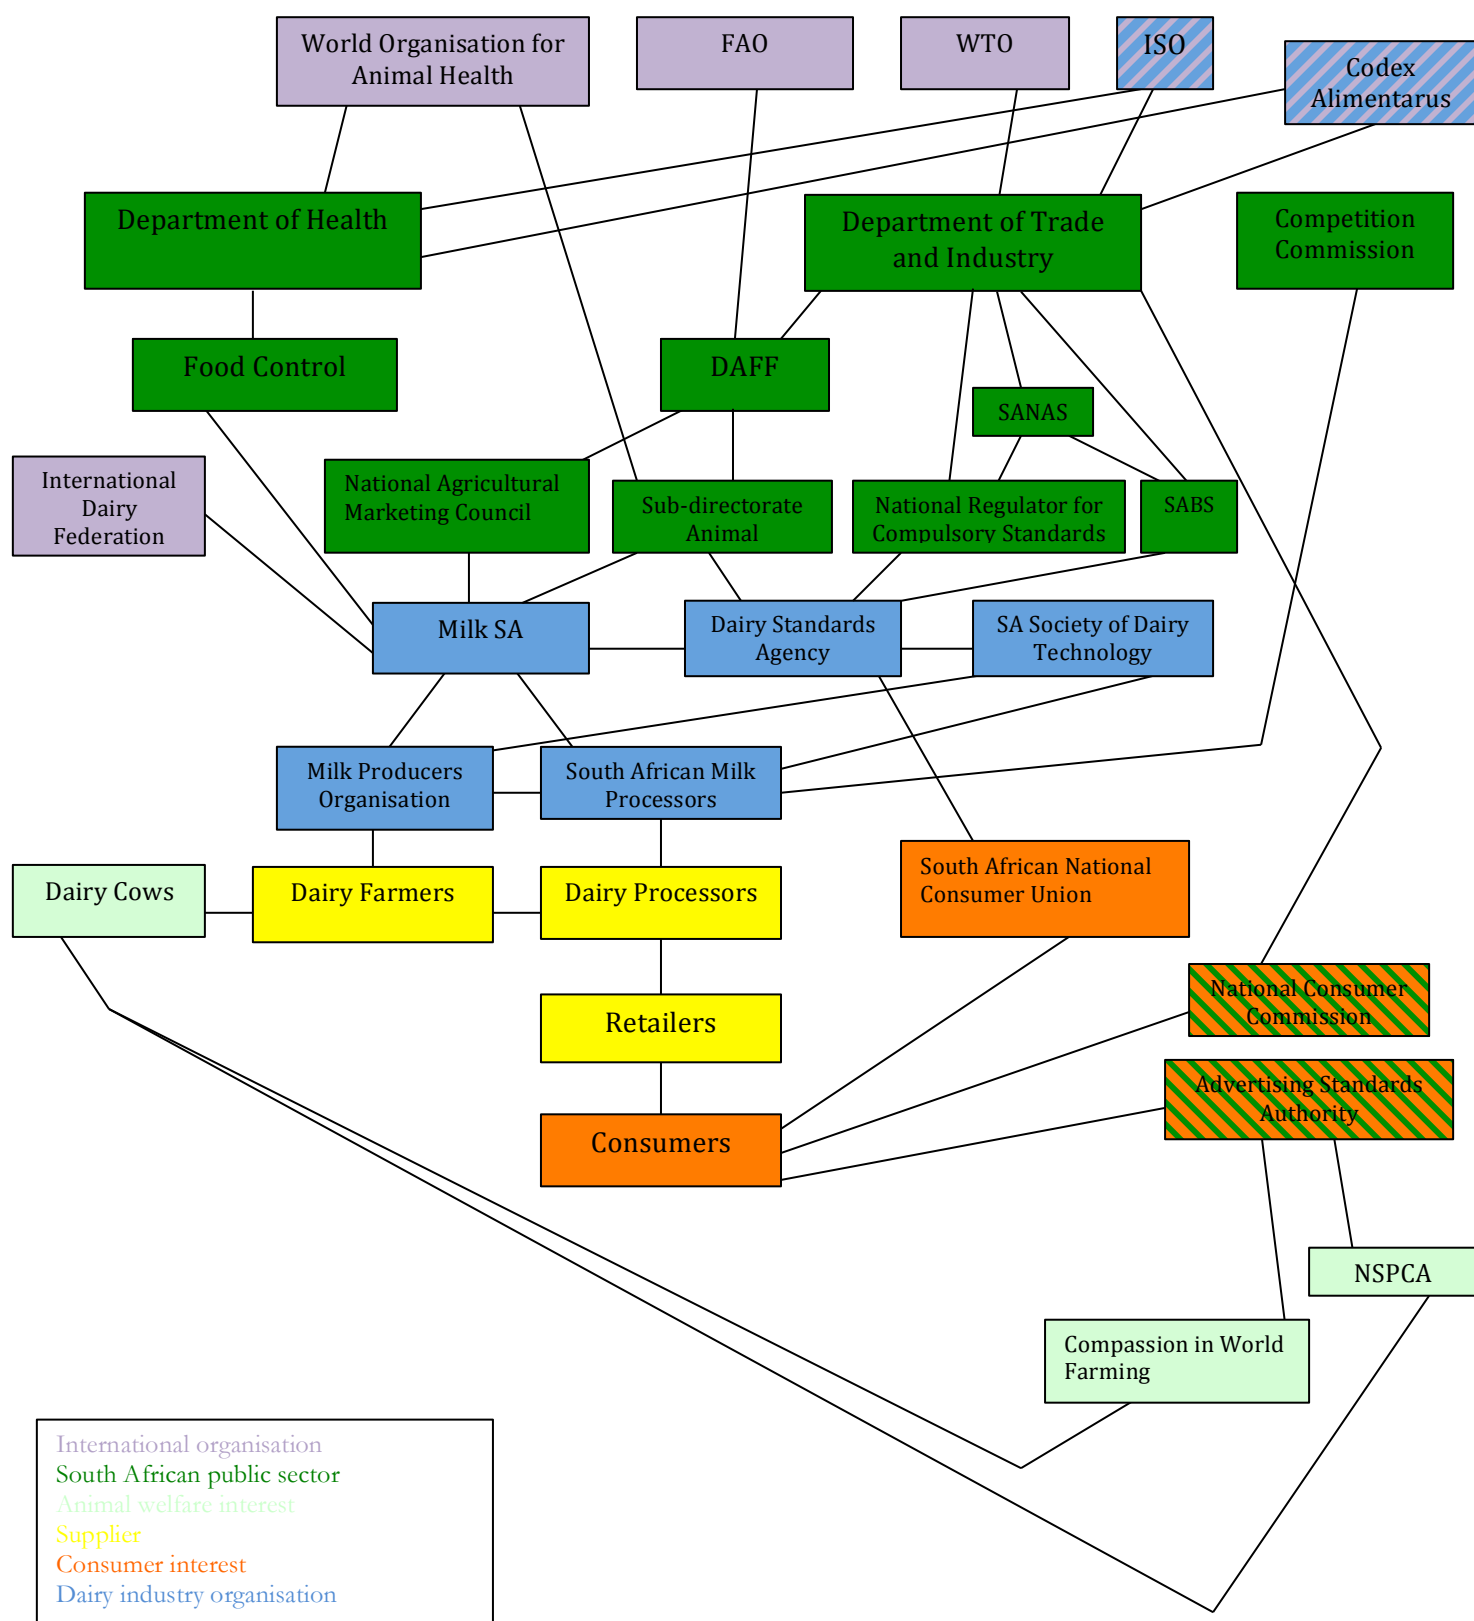 World Organisation for
Animal Health
FAO
WTO
ISO
Codex
Alimentarus
Department of Health
Department of Trade
and Industry
Competition
Commission
Food Control
DAFF
SANAS
International
Dairy
Federation
National Agricultural
Marketing Council
Sub-directorate
Animal
National Regulator for
Compulsory Standards
SABS
Milk SA
Dairy Standards
Agency
SA Society of Dairy
Technology
Milk Producers
Organisation
South African Milk
Processors
Dairy Cows
Dairy Farmers
Dairy Processors
South African National
Consumer Union
Retailers
National Consumer
Commission
Advertising Standards
Authority
Consumers
NSPCA
Compassion in World
Farming
International organisation
South African public sector
Animal welfare interest
Supplier
Consumer interest
Dairy industry organisation